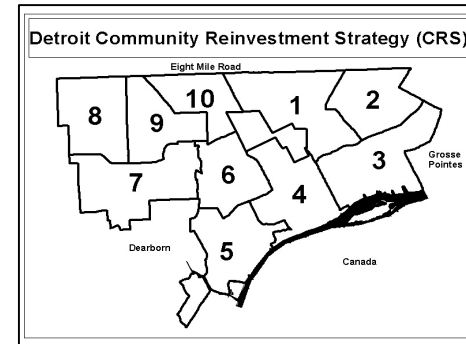 Detroit Community Reinvestment Strategy (CRS)
Eight Mile Road
10
1
2
8
9
3
Grosse
Pointes
7
6
4
Dearborn
5
Canada